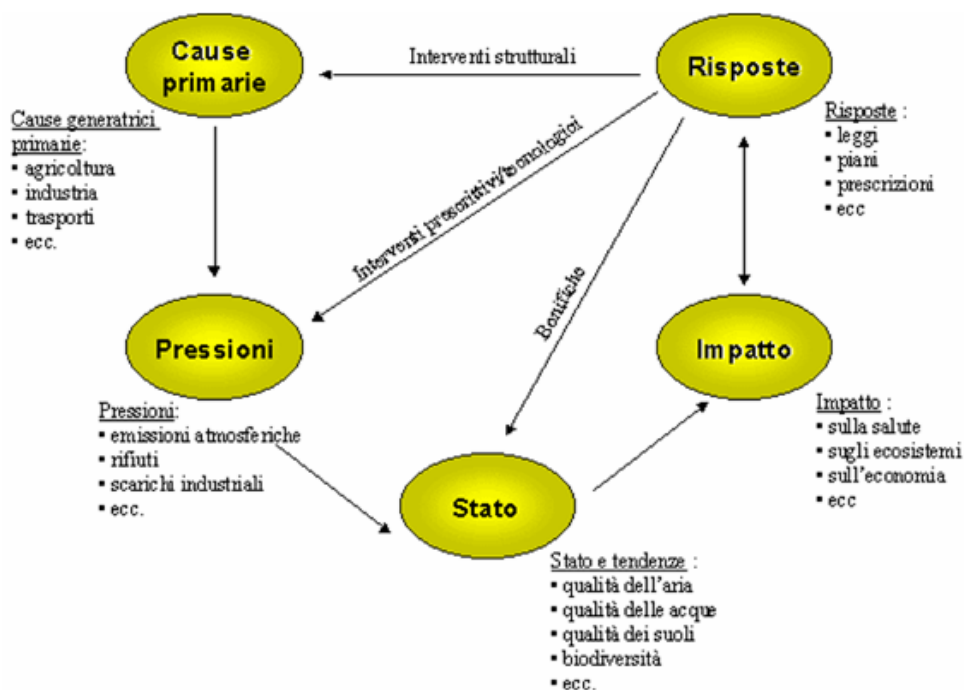 Cause
primarie
Interventi strutturali
Risposte
Cause generatrici
primarie:
▪ agricoltura
▪ industria
▪ trasporti
▪ ecc.
Risposte :
▪ leggi
▪ piani
▪ prescrizioni
▪ ecc
Interventi prescrittivi/tecnologici
Bonifiche
Pressioni
Impatto
Pressioni:
▪ emissioni atmosferiche
▪ rifiuti
▪ scarichi industriali
▪ ecc.
Impatto :
▪ sulla salute
▪ sugli ecosistemi
▪ sull'economia
▪ ecc
Stato
Stato e tendenze :
▪ qualità dell'aria
▪ qualità delle acque
▪ qualità dei suoli
▪ biodiversità
▪ ecc.